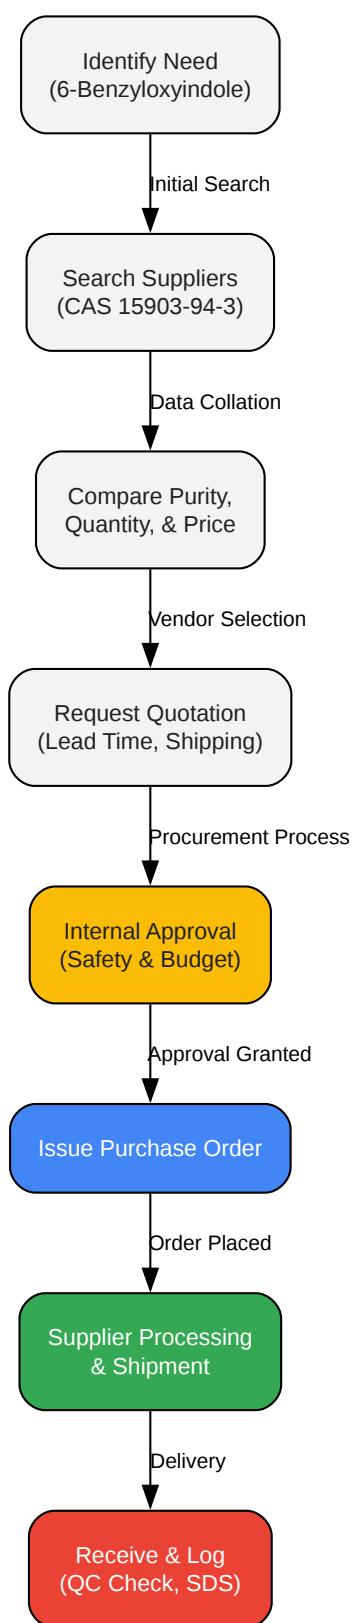 Identify Need
(6-Benzyloxyindole)
Initial Search
Search Suppliers
(CAS 15903-94-3)
Data Collation
Compare Purity,
Quantity, & Price
Vendor Selection
Request Quotation
(Lead Time, Shipping)
Procurement Process
Internal Approval
(Safety & Budget)
Approval Granted
Issue Purchase Order
Order Placed
Supplier Processing
& Shipment
Delivery
Receive & Log
(QC Check, SDS)